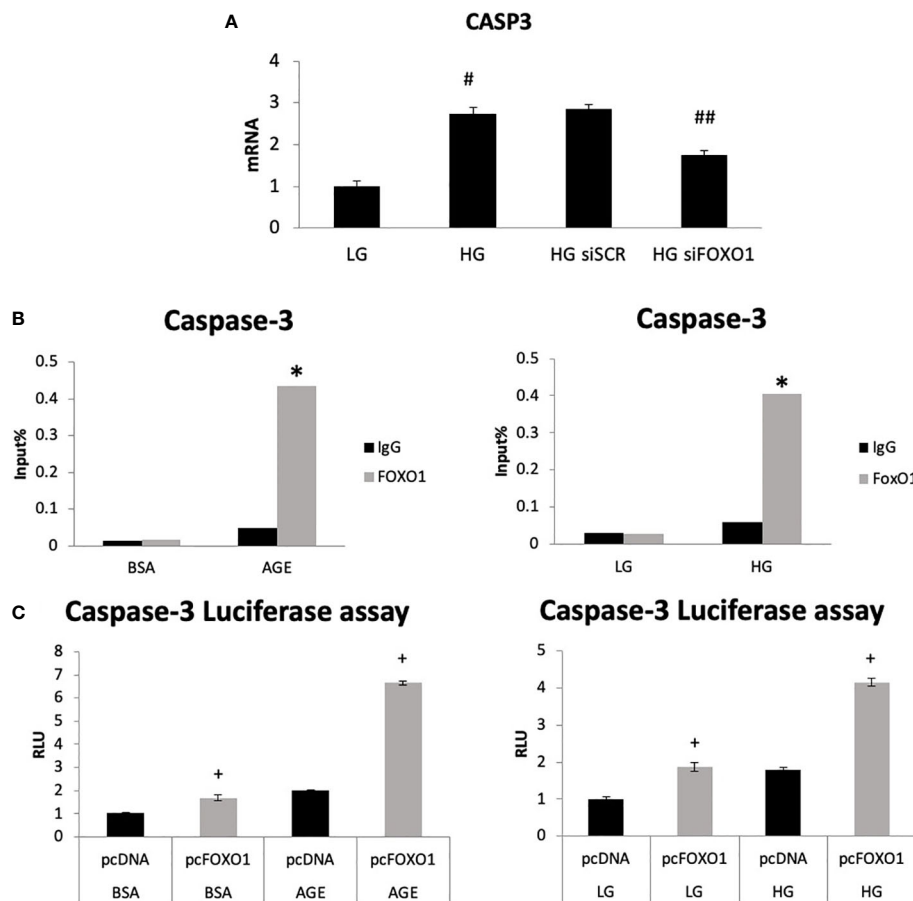 A
CASP3
4
3
2
1
0
mRNA
#
##
LG HG HG siSCR HG siFOXO1
B
Caspase-3
0.5
0.4
0.3
0.2
0.1
0
Input%
*
BSA AGE
IgG
FOXO1
Caspase-3
0.5
0.4
0.3
0.2
0.1
0
Input%
*
LG HG
IgG
FoxO1
C
Caspase-3 Luciferase assay
8
7
6
5
4
3
2
1
0
RLU
+
+
pcDNA pcFOXO1 pcDNA pcFOXO1
BSA BSA AGE AGE
Caspase-3 Luciferase assay
5
4
3
2
1
0
RLU
+
+
pcDNA pcFOXO1 pcDNA pcFOXO1
LG LG HG HG